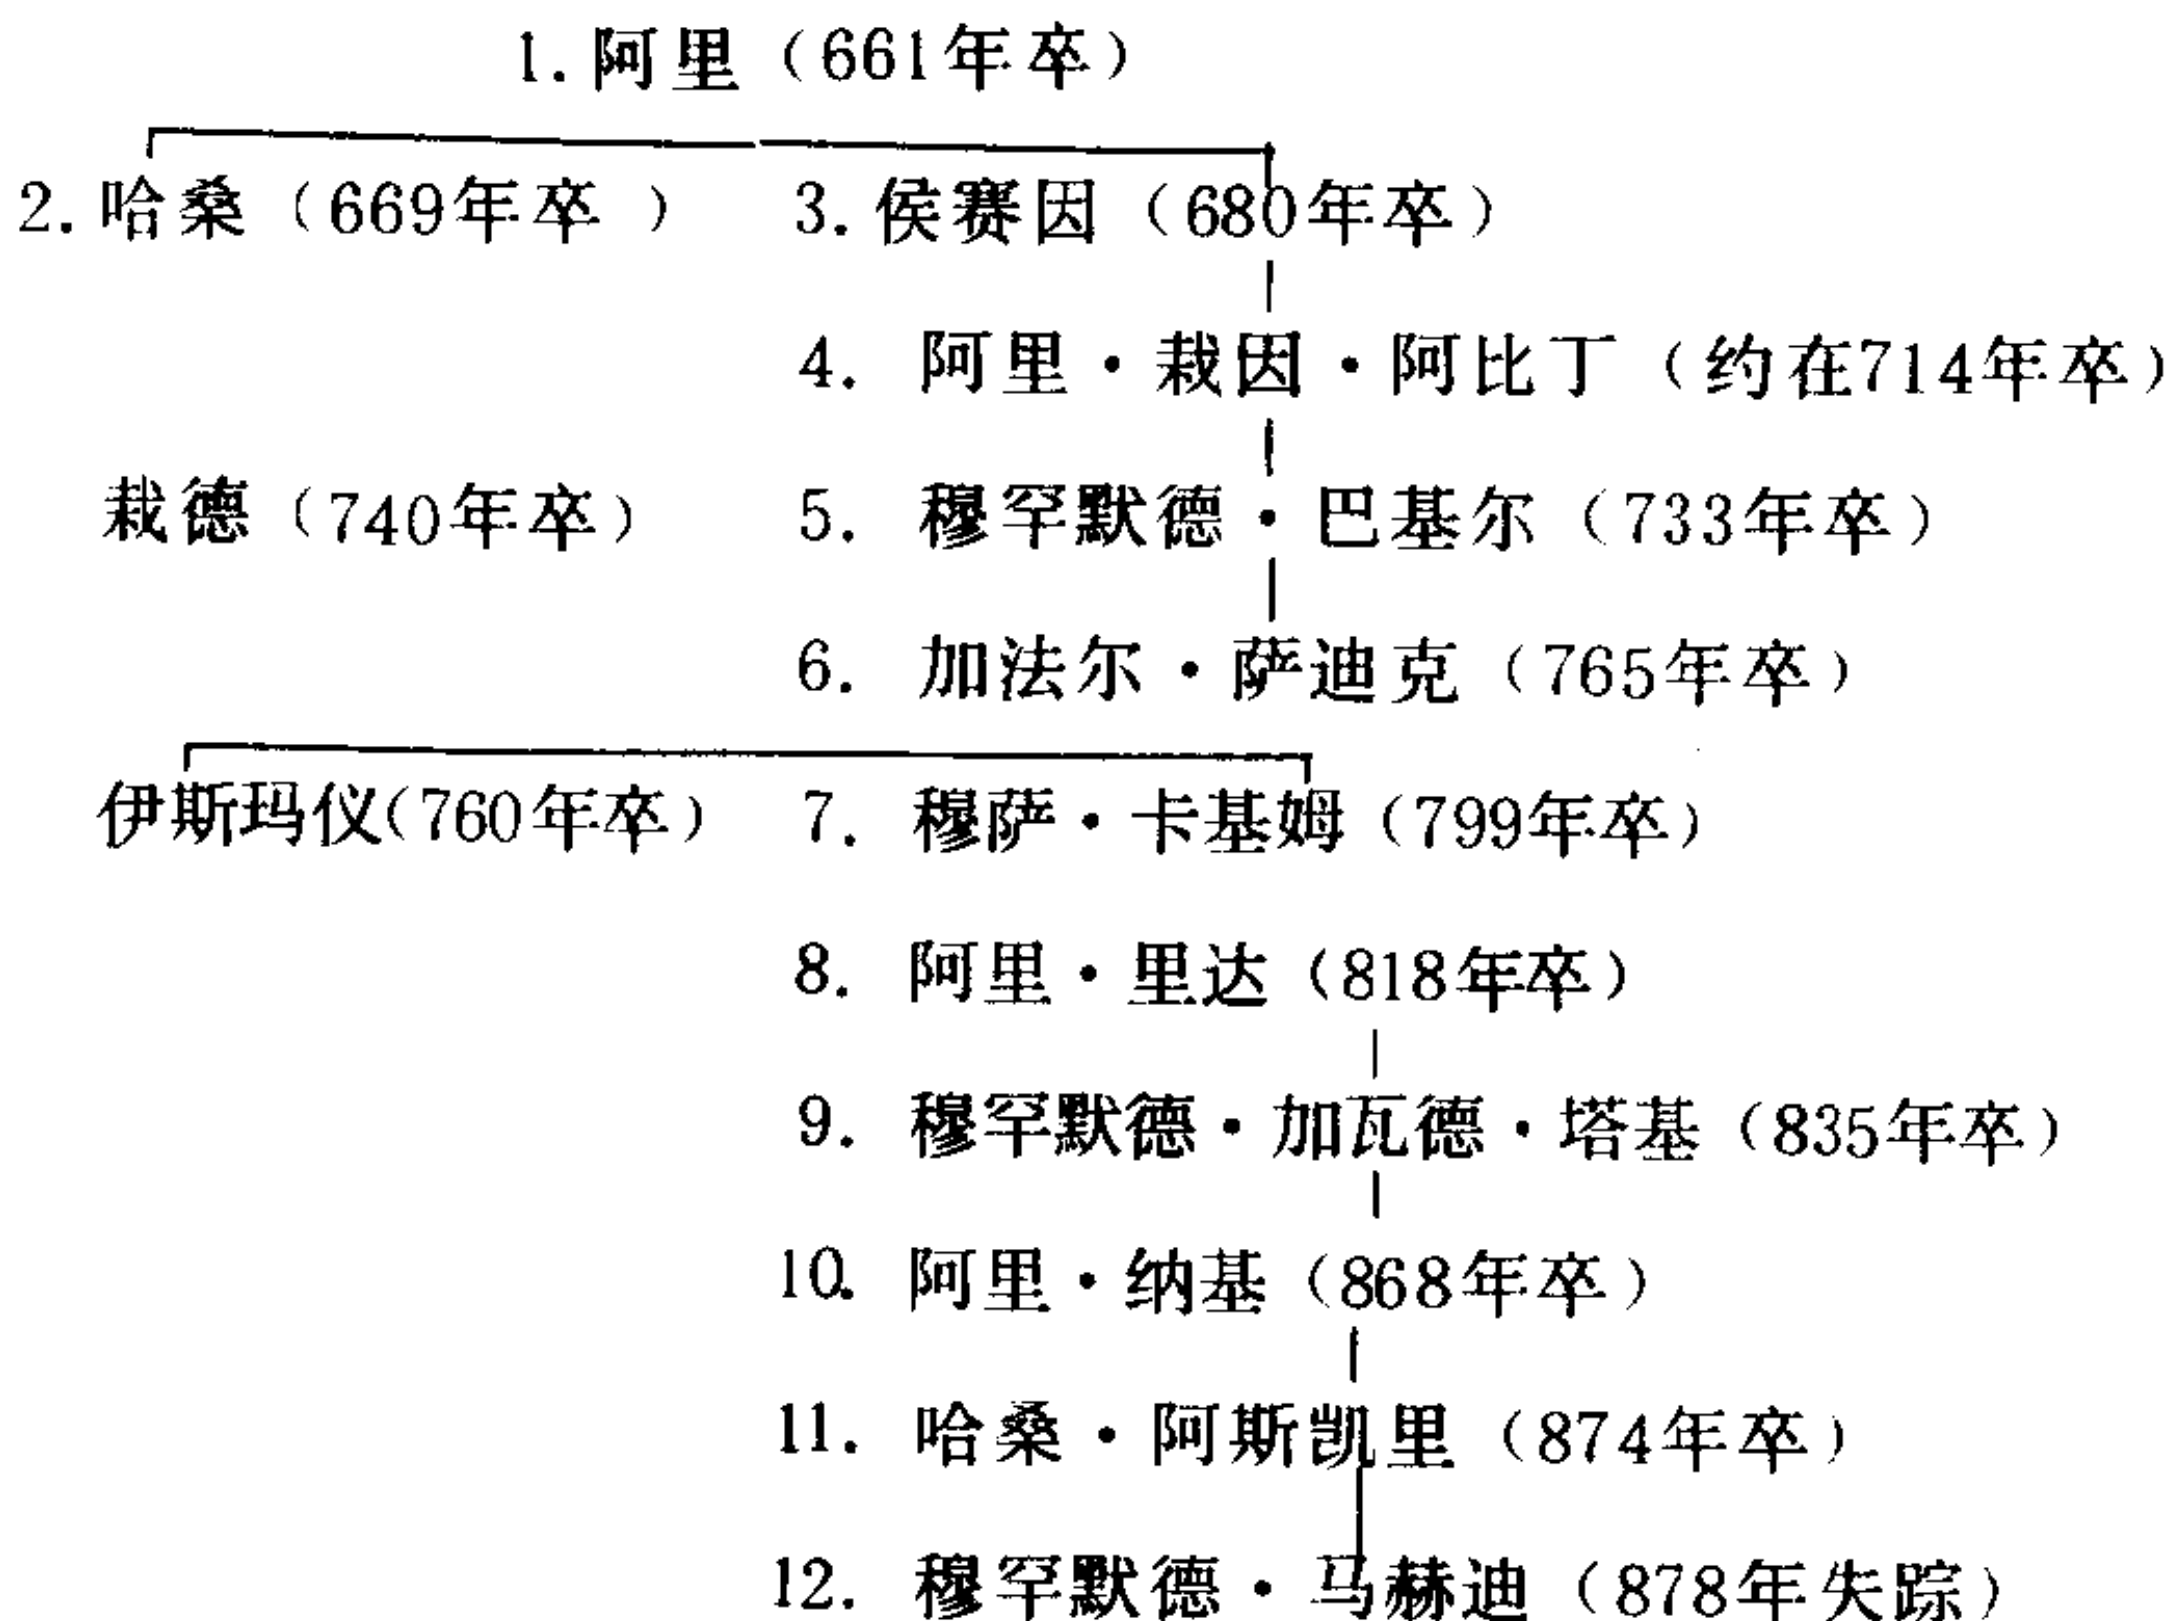 1.阿里（661年卒）
2.哈桑（669年卒） 3.侯赛因（680年卒）
4. 阿里·栽因·阿比丁（约在714年卒）
栽德（740年卒） 5. 穆罕默德·巴基尔（733年卒）
6. 加法尔·萨迪克（765年卒）
伊斯玛仪(760年卒） 7. 穆萨·卡基姆（799年卒）
8. 阿里·里达（818年卒）
9. 穆罕默德·加瓦德·塔基（835年卒）
10. 阿里·纳基（868年卒）
11. 哈桑·阿斯凯里（874年卒）
12. 穆罕默德·马赫迪（878年失踪）